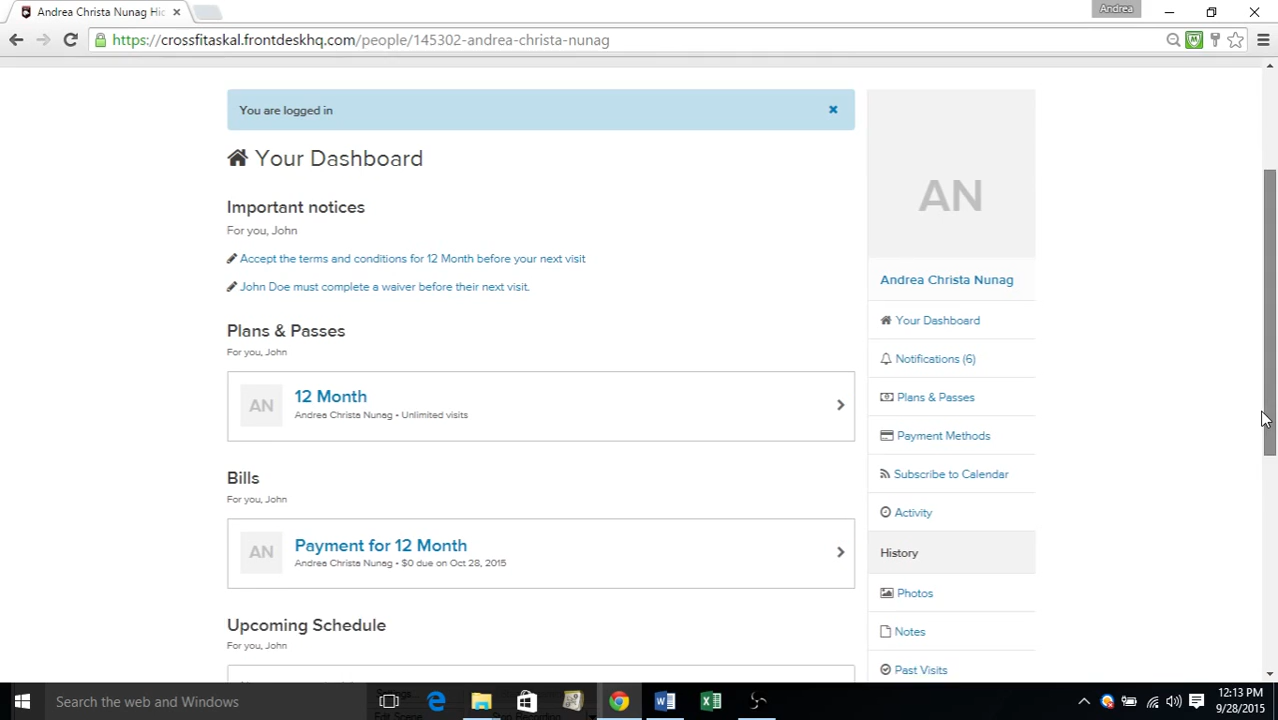 Andrea Christa Nunag Hic
Andrea
https://crossfitaskal.frontdeskhq.com/people/145302-andrea-christa-nunag
You are logged in
Your Dashboard
Important notices
For you, John
Accept the terms and conditions for 12 Month before your next visit
John Doe must complete a waiver before their next visit.
Plans & Passes
For you, John
AN
12 Month
Andrea Christa Nunag • Unlimited visits
Bills
For you, John
AN
Payment for 12 Month
Andrea Christa Nunag • $0 due on Oct 28, 2015
Upcoming Schedule
For you, John
AN
Andrea Christa Nunag
Your Dashboard
Notifications (6)
Plans & Passes
Payment Methods
Subscribe to Calendar
Activity
History
Photos
Notes
Past Visits
Search the web and Windows
12:13 PM
9/28/2015